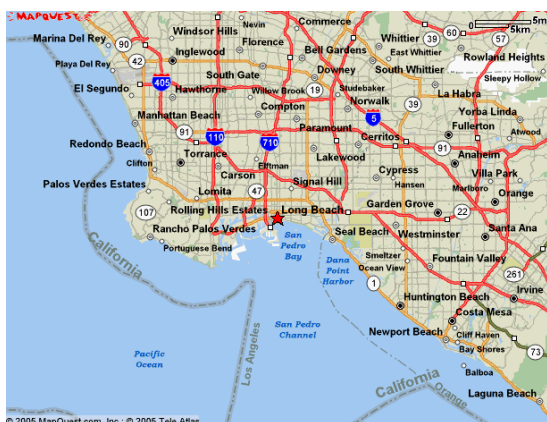 MAPQUEST
5mi
5km
Nevin
Commerce
Windsor Hills
Marina Del Rey
90
Florence
Whittier
39
60
57
Inglewood
Bell Gardens
East Whittier
Rowland Heights
Playa Del Rey
42
Downey
South Whittier
405
South Gate
Sleepy Hollow
El Segundo
Hawthorne
Willow Brook
19
Studebaker
La Habra
Norwalk
39
Compton
Yorba Linda
Manhattan Beach
5
Fullerton
Atwood
91
110
Paramount
Cerritos
Redondo Beach
710
91
Torrance
Lakewood
Anaheim
Clifton
Elftman
Cypress
Villa Park
Carson
Hansen
Palos Verdes Estates
Lomita
47
Signal Hill
Marlboro
Orange
107
Rolling Hills Estates
Long Beach
Garden Grove
22
Rancho Palos Verdes
San
Pedro
Bay
Seal Beach
Westminster
Santa Ana
Portuguese Bend
Dana
Point
Harbor
Smeltzer
Ocean View
Fountain Valley
California
1
261
Irvine
Huntington Beach
Costa Mesa
San Pedro
Channel
Newport Beach
Cliff Haven
Bay Shores
73
Pacific
Ocean
Los Angeles
Balboa
California
Orange
Laguna Beach
© 2005 MapQuest.com, Inc.; © 2005 Tele Atlas